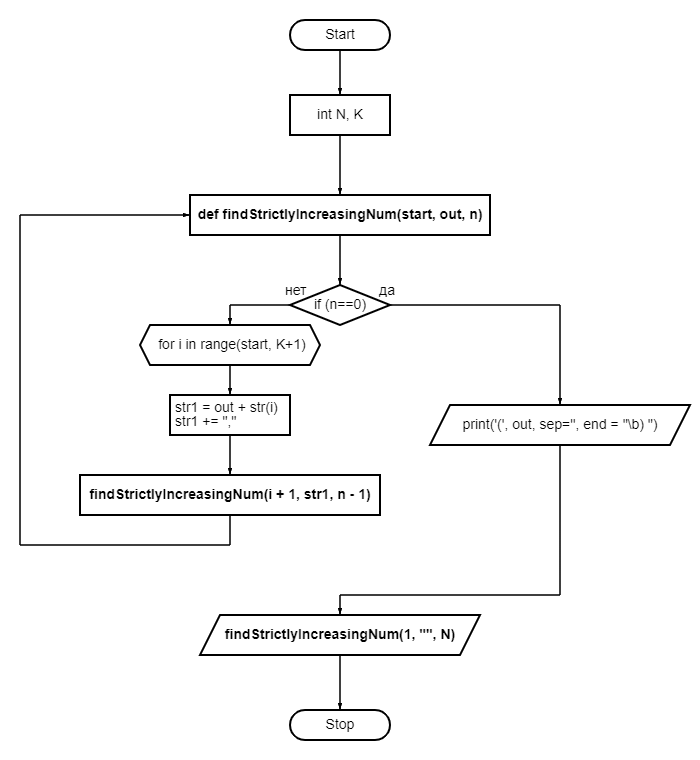 Start
int N, K
def findStrictlyIncreasingNum(start, out, n)
нет
да
if (n==0)
for i in range(start, K+1)
str1 = out + str(i)
str1 += ","
print('(', out, sep='', end = "\b) ")
findStrictlyIncreasingNum(i + 1, str1, n - 1)
findStrictlyIncreasingNum(1, "", N)
Stop